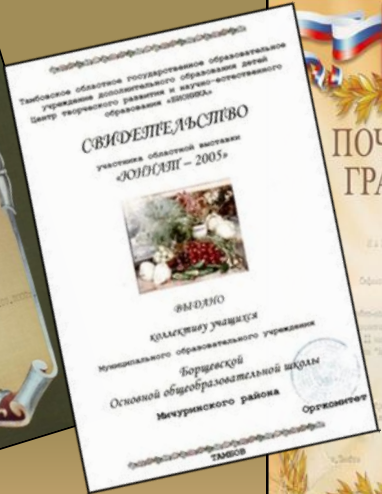 Тамбовское областное государственное образовательное
учреждение дополнительного образования детей
Центр творческого развития и научно-естественного
образования «БИОНИКА»
СВИДЕТЕЛЬСТВО
участника областной выставки
«ЮННАТ – 2005»
ВЫДАНО
коллективу учащихся
Муниципального образовательного учреждения
Борщевской
Основной общеобразовательной школы
Мичуринского района
Оргкомитет
ТАМБОВ
ПОЧ
ГРА